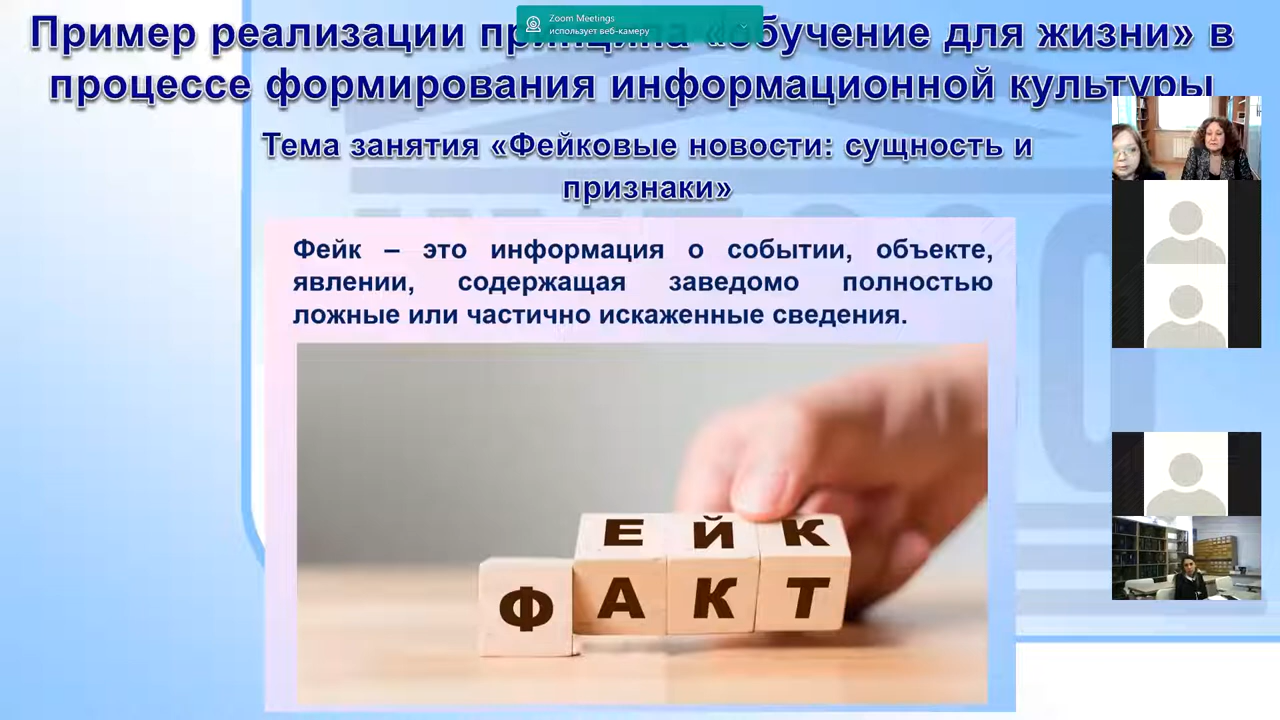 Zoom Meetings
использует веб-камеру
Пример реализации принципа «обучение для жизни» в
процессе формирования информационной культуры
Тема занятия «Фейковые новости: сущность и
признаки»
Фейк – это информация о событии, объекте,
явлении, содержащая заведомо полностью
ложные или частично искаженные сведения.
ЕЙК
ФАКТ